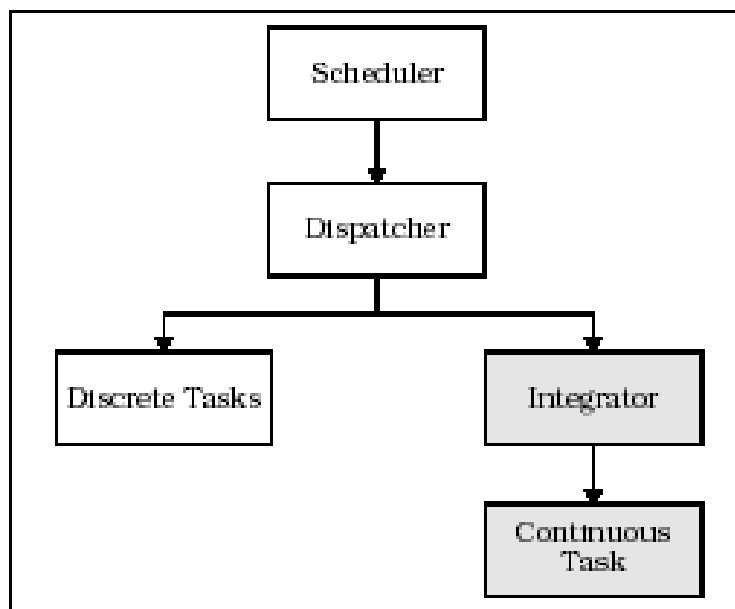 Scheduler
Dispatcher
Discrete Tasks
Integrator
Continuous
Task